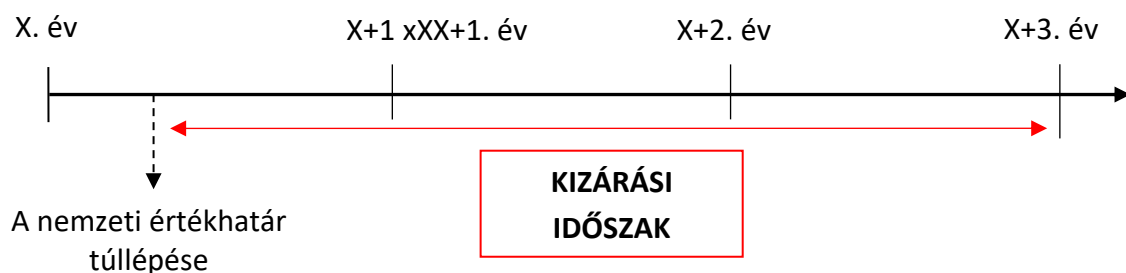 X. év
X+1 xXX+1. év
X+2. év
X+3. év
KIZÁRÁSI
IDŐSZAK
A nemzeti értékhatár
túllépése